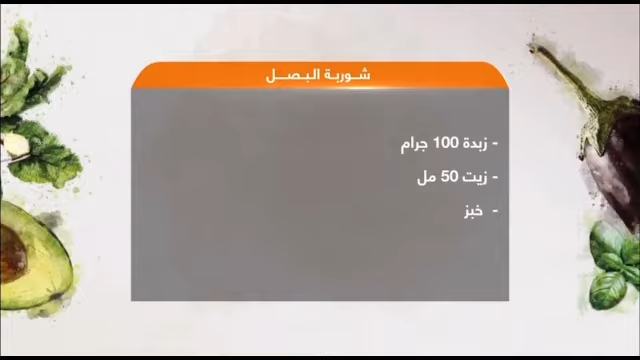 شوربة البصل
- زبدة 100 جرام
- زيت 50 مل
- خبز